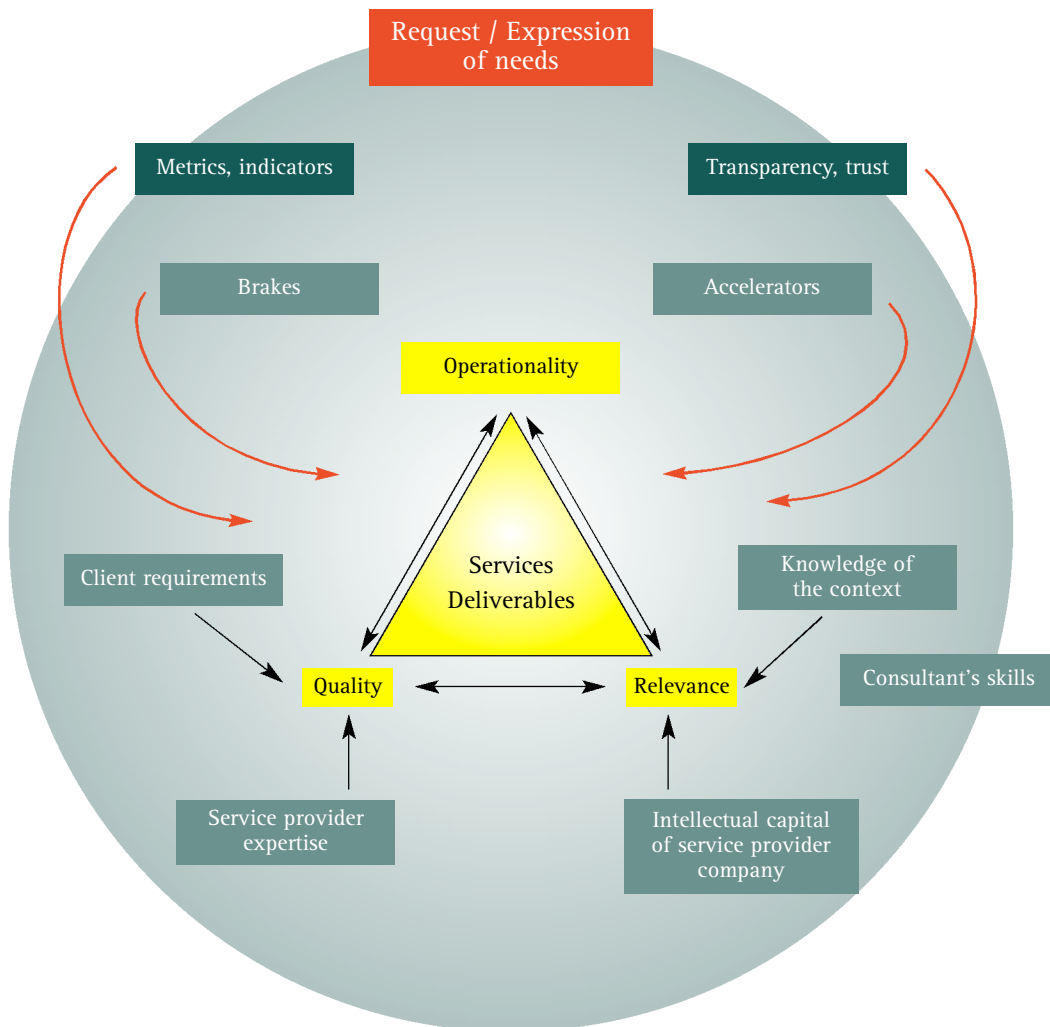 Request / Expression
of needs
Metrics, indicators
Transparency, trust
Brakes
Accelerators
Operationality
Services
Deliverables
Client requirements
Knowledge of
the context
Quality
Relevance
Consultant's skills
Service provider
expertise
Intellectual capital
of service provider
company